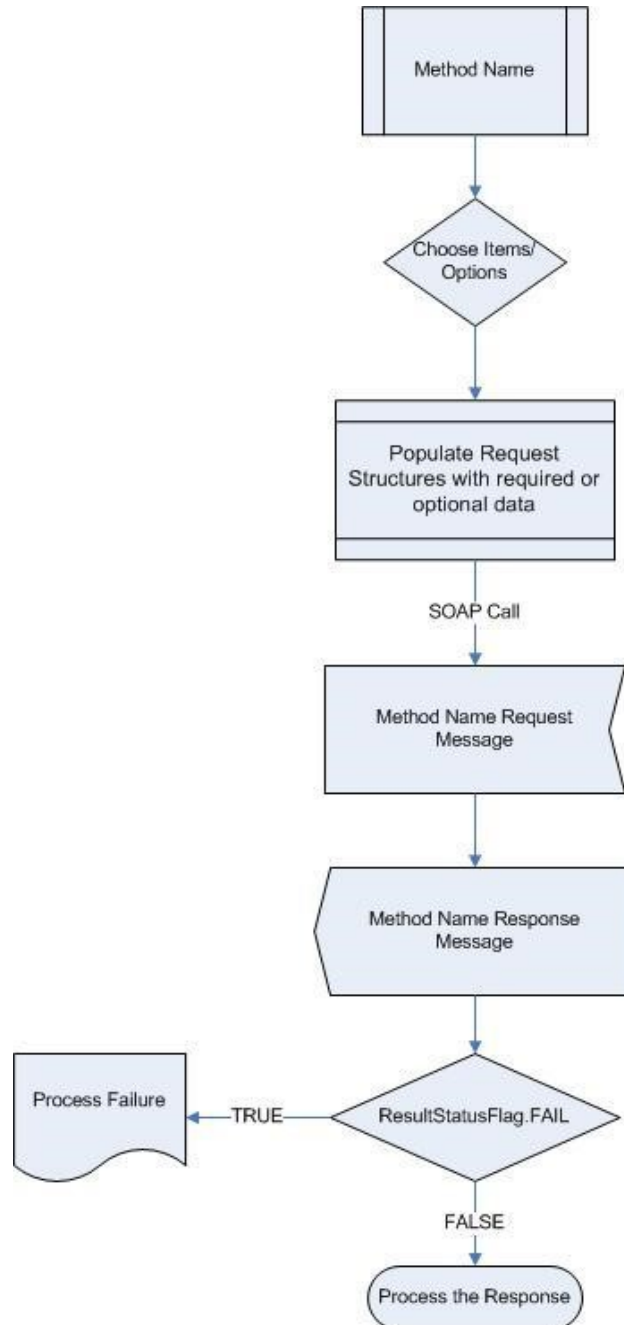 Method Name
Choose Items/
Options
Populate Request
Structures with required or
optional data
SOAP Call
Method Name Request
Message
Method Name Response
Message
Process Failure
TRUE
ResultStatusFlag.FAIL
FALSE
Process the Response